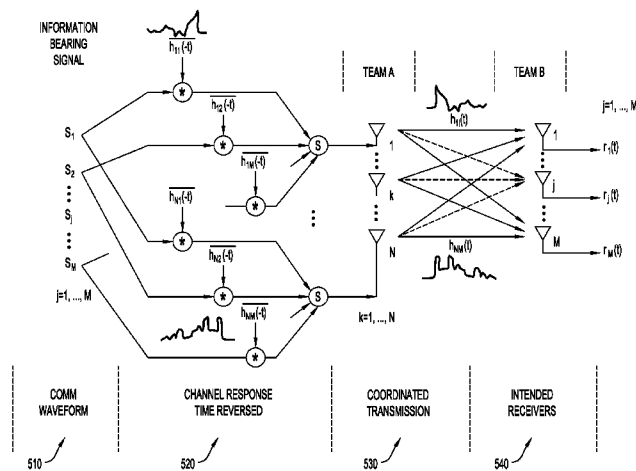 INFORMATION
BEARING
SIGNAL
h11(-t)
h12(-t)
h1M(-t)
hN1(-t)
hN2(-t)
hNM(-t)
S1
S2
Sj
SM
j=1, ..., M
*
*
*
*
*
*
S
S
TEAM A
1
k
N
k=1, ..., N
h11(t)
hNM(t)
TEAM B
1
j
M
j=1, ..., M
r1(t)
rj(t)
rM(t)
COMM
WAVEFORM
510
CHANNEL RESPONSE
TIME REVERSED
520
COORDINATED
TRANSMISSION
530
INTENDED
RECEIVERS
540